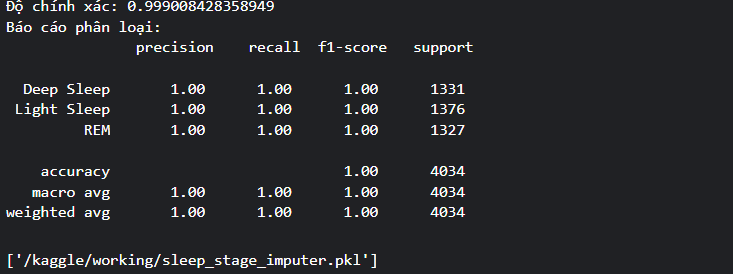 Độ chính xác: 0.999008428358949
Báo cáo phân loại:
precision recall f1-score support
Deep Sleep 1.00 1.00 1.00 1331
Light Sleep 1.00 1.00 1.00 1376
REM 1.00 1.00 1.00 1327
accuracy 1.00 4034
macro avg 1.00 1.00 1.00 4034
weighted avg 1.00 1.00 1.00 4034
['/kaggle/working/sleep_stage_imputer.pkl']